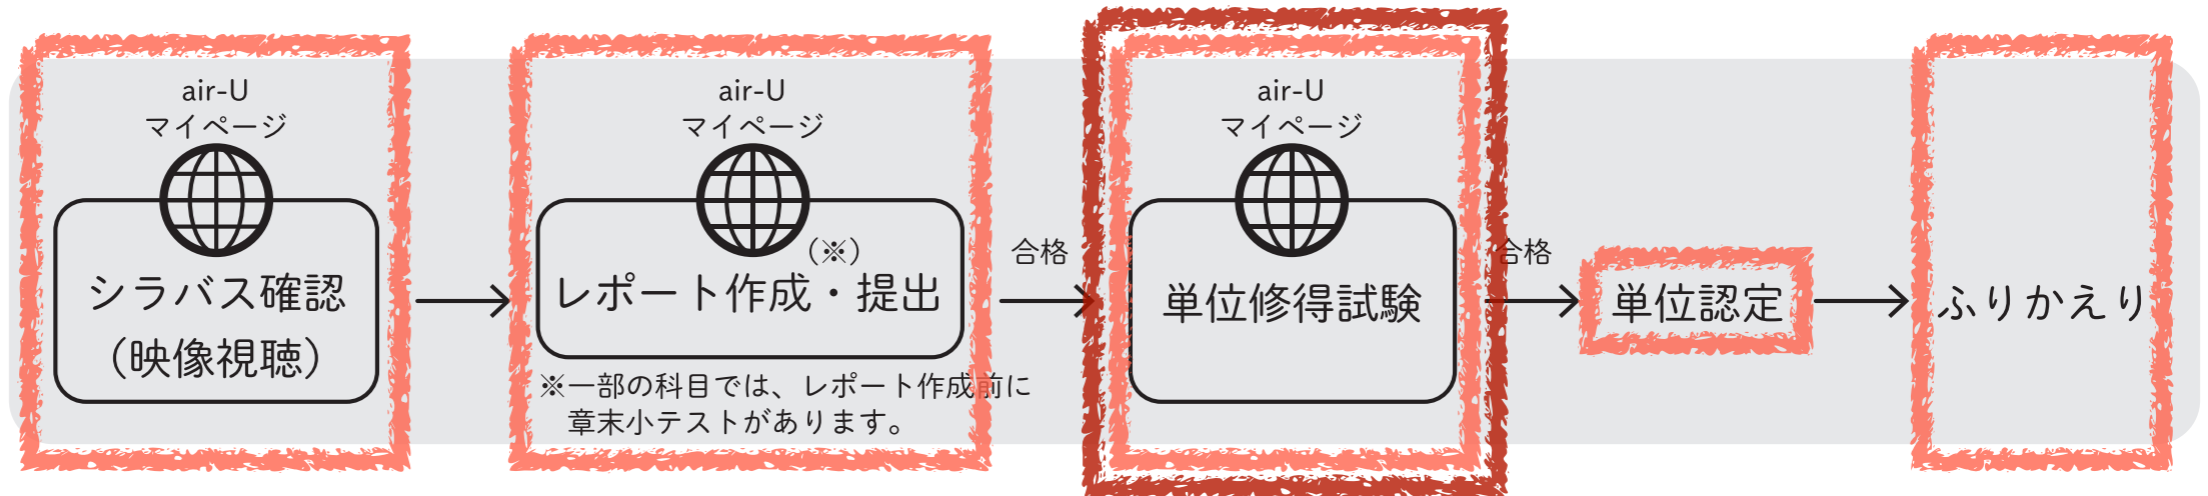 air-U
マイページ
シラバス確認
（映像視聴）
air-U
マイページ
（※）
レポート作成・提出
※一部の科目では、レポート作成前に
章末小テストがあります。
合格
air-U
マイページ
単位修得試験
合格
単位認定
ふりかえり